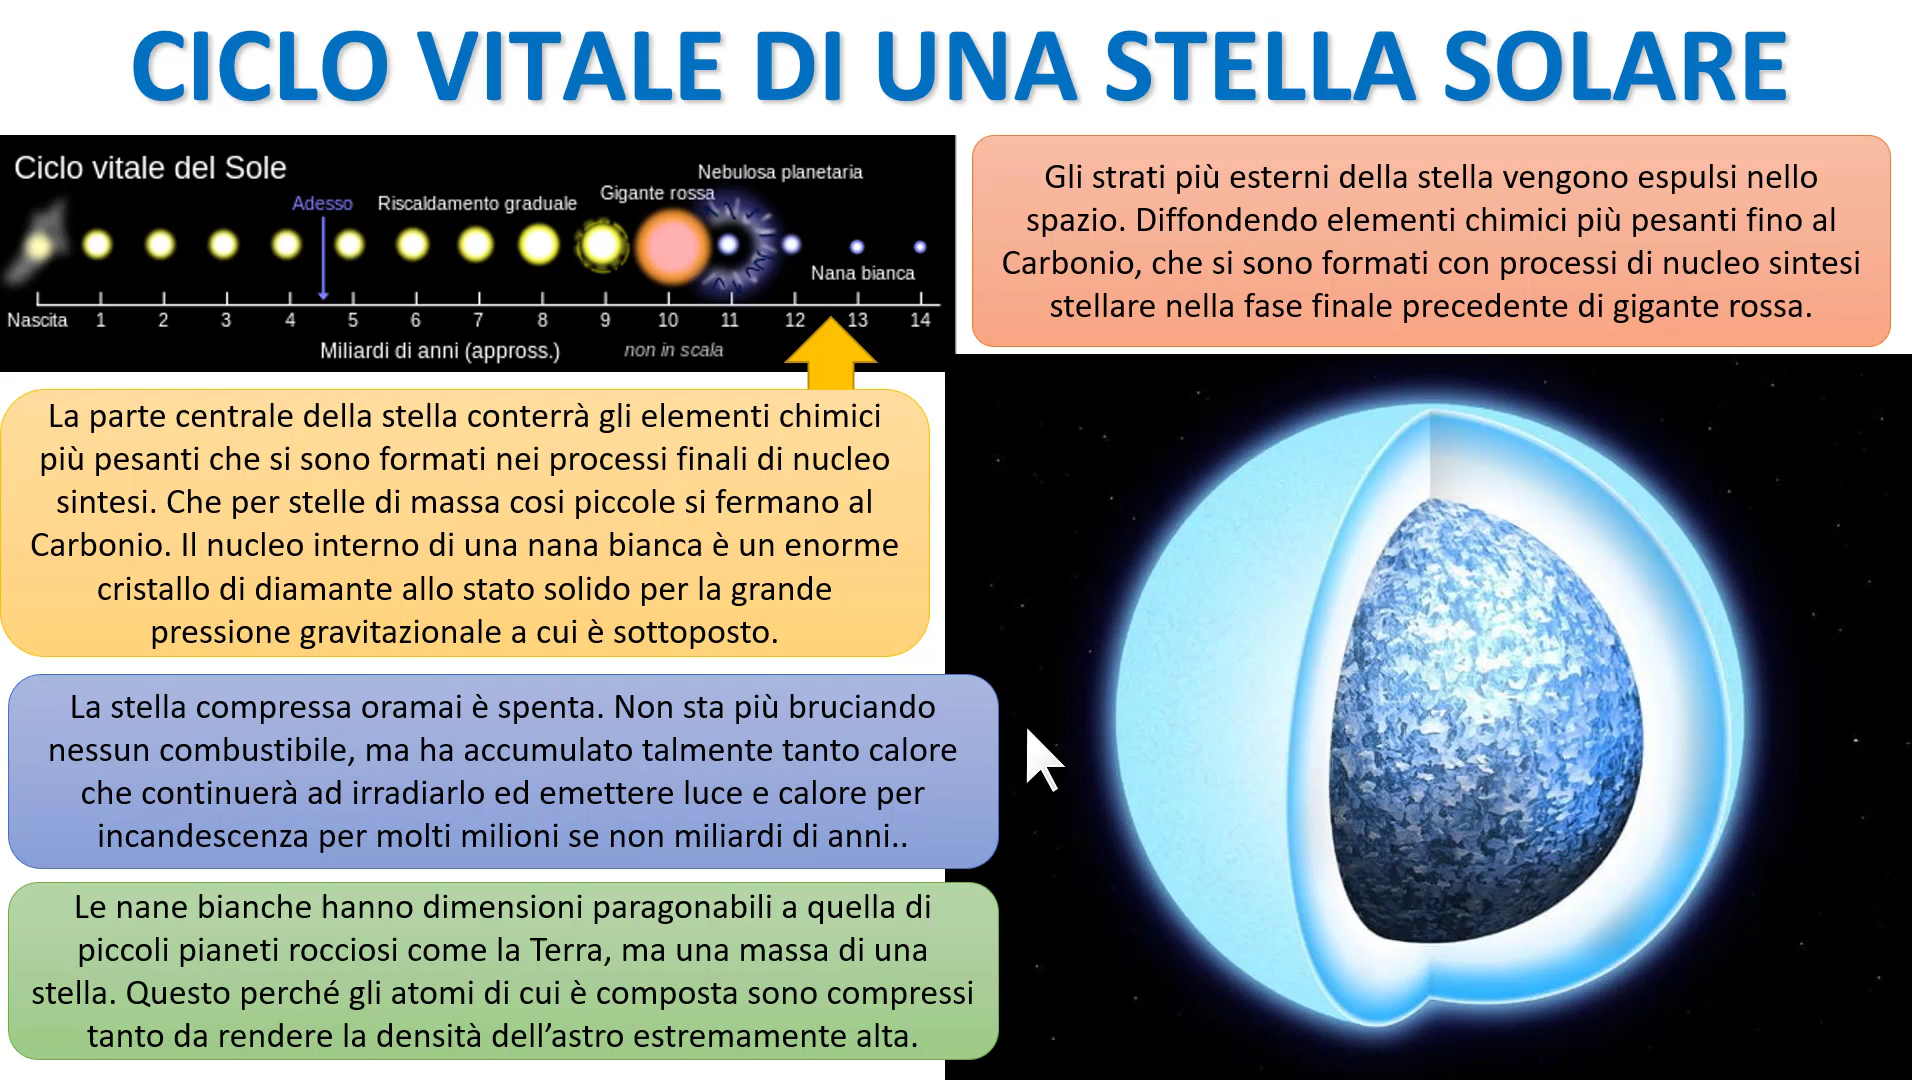 CICLO VITALE DI UNA STELLA SOLARE
Ciclo vitale del Sole
Nebulosa planetaria
Gigante rossa
Adesso
Riscaldamento graduale
Nana bianca
Nascita 1 2 3 4 5 6 7 8 9 10 11 12 13 14
Miliardi di anni (appross.)
non in scala
Gli strati più esterni della stella vengono espulsi nello
spazio. Diffondendo elementi chimici più pesanti fino al
Carbonio, che si sono formati con processi di nucleo sintesi
stellare nella fase finale precedente di gigante rossa.
La parte centrale della stella conterrà gli elementi chimici
più pesanti che si sono formati nei processi finali di nucleo
sintesi. Che per stelle di massa cosi piccole si fermano al
Carbonio. Il nucleo interno di una nana bianca è un enorme
cristallo di diamante allo stato solido per la grande
pressione gravitazionale a cui è sottoposto.
La stella compressa oramai è spenta. Non sta più bruciando
nessun combustibile, ma ha accumulato talmente tanto calore
che continuerà ad irradiarlo ed emettere luce e calore per
incandescenza per molti milioni se non miliardi di anni..
Le nane bianche hanno dimensioni paragonabili a quella di
piccoli pianeti rocciosi come la Terra, ma una massa di una
stella. Questo perché gli atomi di cui è composta sono compressi
tanto da rendere la densità dell’astro estremamente alta.